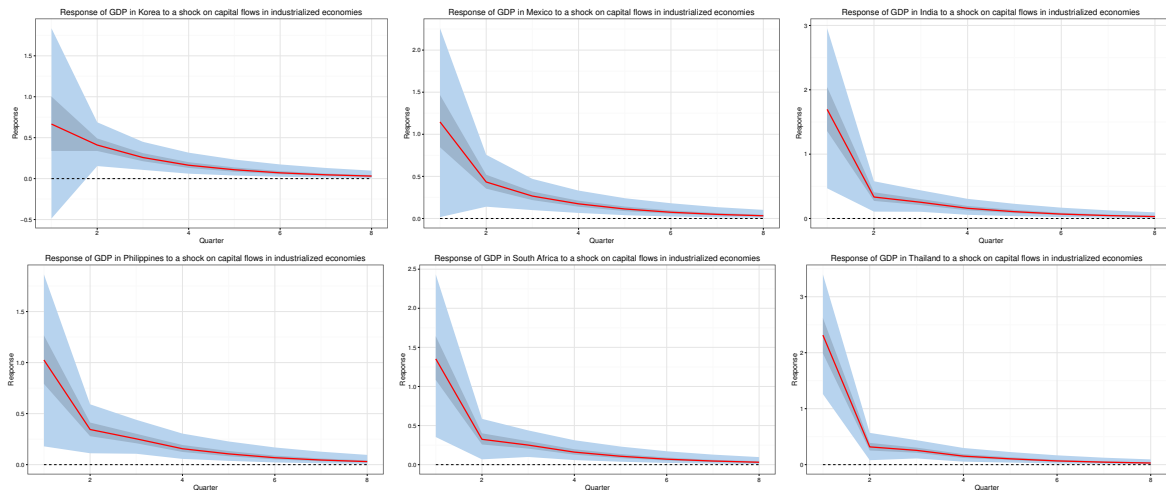 Response of GDP in Korea to a shock on capital flows in industrialized economies
Response
1.5
1.0
0.5
0.0
−0.5
2
4
6
8
Quarter
Response of GDP in Mexico to a shock on capital flows in industrialized economies
Response
2.0
1.5
1.0
0.5
0.0
2
4
6
8
Quarter
Response of GDP in India to a shock on capital flows in industrialized economies
Response
3
2
1
0
2
4
6
8
Quarter
Response of GDP in Philippines to a shock on capital flows in industrialized economies
Response
1.5
1.0
0.5
0.0
2
4
6
8
Quarter
Response of GDP in South Africa to a shock on capital flows in industrialized economies
Response
2.5
2.0
1.5
1.0
0.5
0.0
2
4
6
8
Quarter
Response of GDP in Thailand to a shock on capital flows in industrialized economies
Response
3
2
1
0
2
4
6
8
Quarter